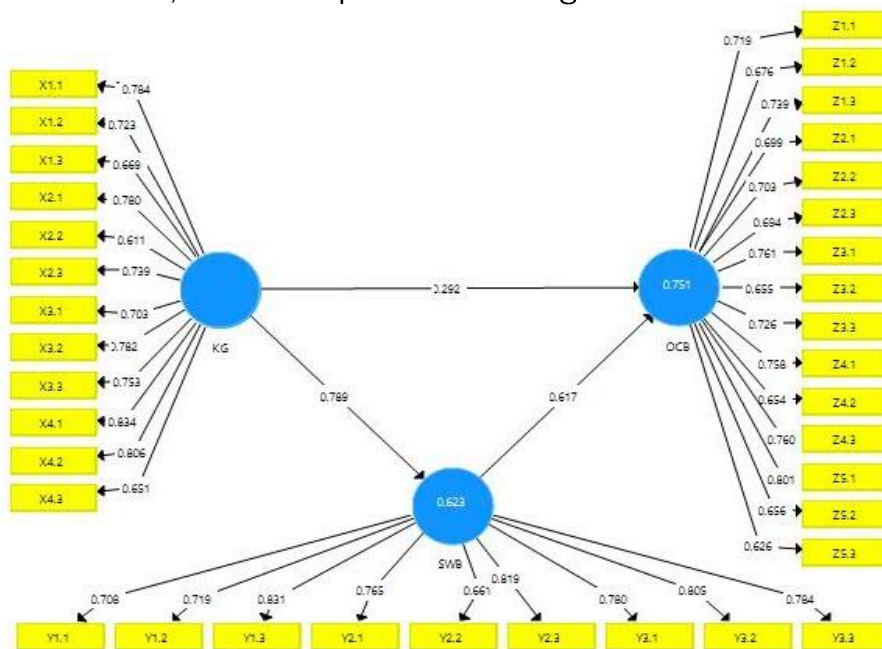 X1.1
X1.2
X1.3
X2.1
X2.2
X2.3
X3.1
X3.2
X3.3
X4.1
X4.2
X4.3
0.784
0.723
0.669
0.780
0.611
0.739
0.703
0.782
0.753
0.834
0.806
0.651
KG
0.292
0.789
0.617
0.751
OCB
0.623
SWB
0.719
0.676
0.739
0.699
0.703
0.694
0.761
0.655
0.726
0.758
0.654
0.760
0.801
0.656
0.626
Z1.1
Z1.2
Z1.3
Z2.1
Z2.2
Z2.3
Z3.1
Z3.2
Z3.3
Z4.1
Z4.2
Z4.3
Z5.1
Z5.2
Z5.3
0.708
0.719
0.831
0.765
0.661
0.819
0.780
0.805
0.784
Y1.1
Y1.2
Y1.3
Y2.1
Y2.2
Y2.3
Y3.1
Y3.2
Y3.3